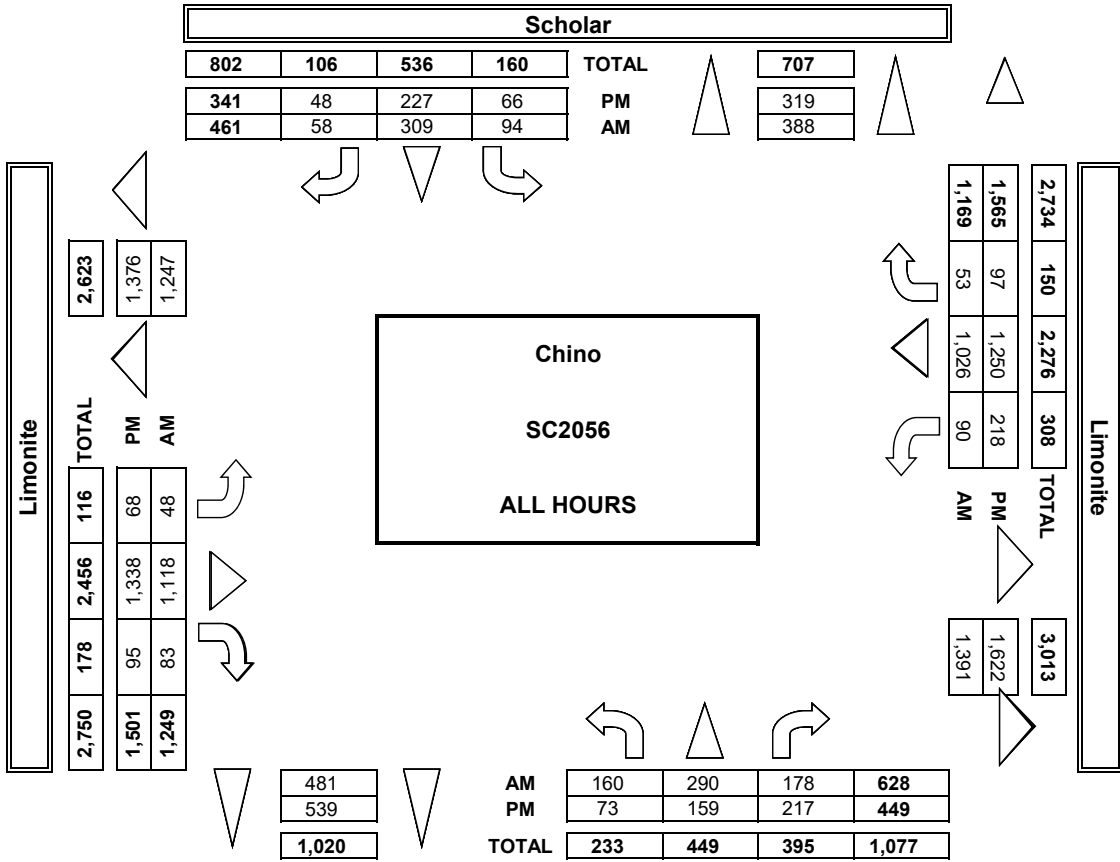 Scholar
802 106 536 160 TOTAL 707
341 48 227 66 PM 319
461 58 309 94 AM 388
Limonite
2,623
1,376
1,247
TOTAL 116 2,456 178 2,750
PM 68 1,338 95 1,501
AM 48 1,118 83 1,249
Chino
SC2056
ALL HOURS
2,734 150 2,276 308 TOTAL 3,013
1,565 97 1,250 218 PM 1,622
1,169 53 1,026 90 AM 1,391
Limonite
481 AM 160 290 178 628
539 PM 73 159 217 449
1,020 TOTAL 233 449 395 1,077